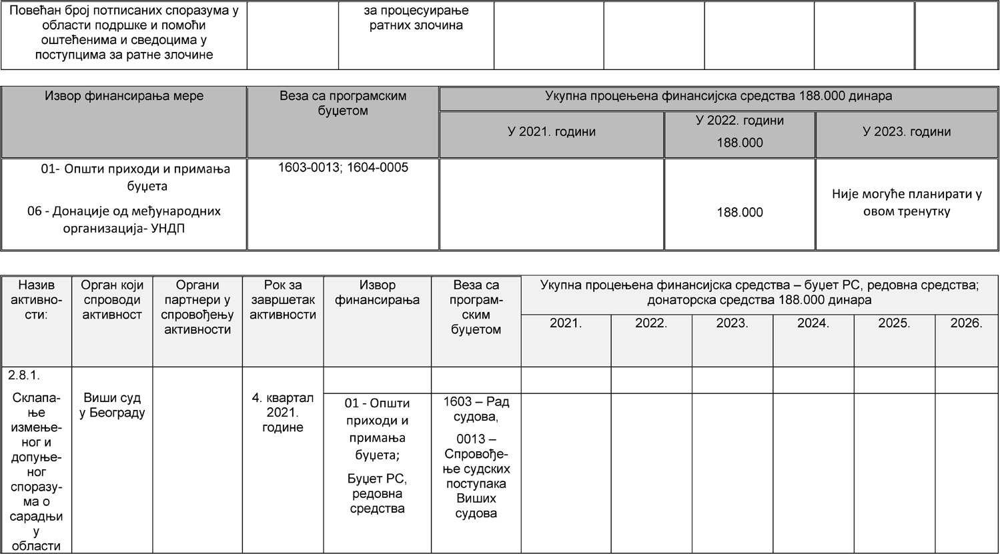 Повећан број потписаних споразума у
области подршке и помоћи
оштећенима и сведоцима у
поступцима за ратне злочине
за процесуирање
ратних злочина
Извор финансирања мере
Веза са програмским
буџетом
Укупна процењена финансијска средства 188.000 динара
У 2021. години
У 2022. години
188.000
У 2023. години
01- Општи приходи и примања
буџета
06 - Донације од међународних
организација- УНДП
1603-0013; 1604-0005
188.000
Није могуће планирати у
овом тренутку
Назив
активно-
сти:
Орган који
спроводи
активност
Органи
партнери у
спровођењу
активности
Рок за
завршетак
активности
Извор
финансирања
Веза са
програм-
ским
буџетом
Укупна процењена финансијска средства – буџет РС, редовна средства;
донаторска средства 188.000 динара
2021.
2022.
2023.
2024.
2025.
2026.
2.8.1.
Склапа-
ње
измење-
ног и
допуње-
ног
споразу-
ма о
сарадњи
у
области
Виши суд
у Београду
4. квартал
2021.
године
01 - Општи
приходи и
примања
буџета;
Буџет РС,
редовна
средства
1603 – Рад
судова,
0013 –
Спровође-
ње судских
поступака
Виших
судова